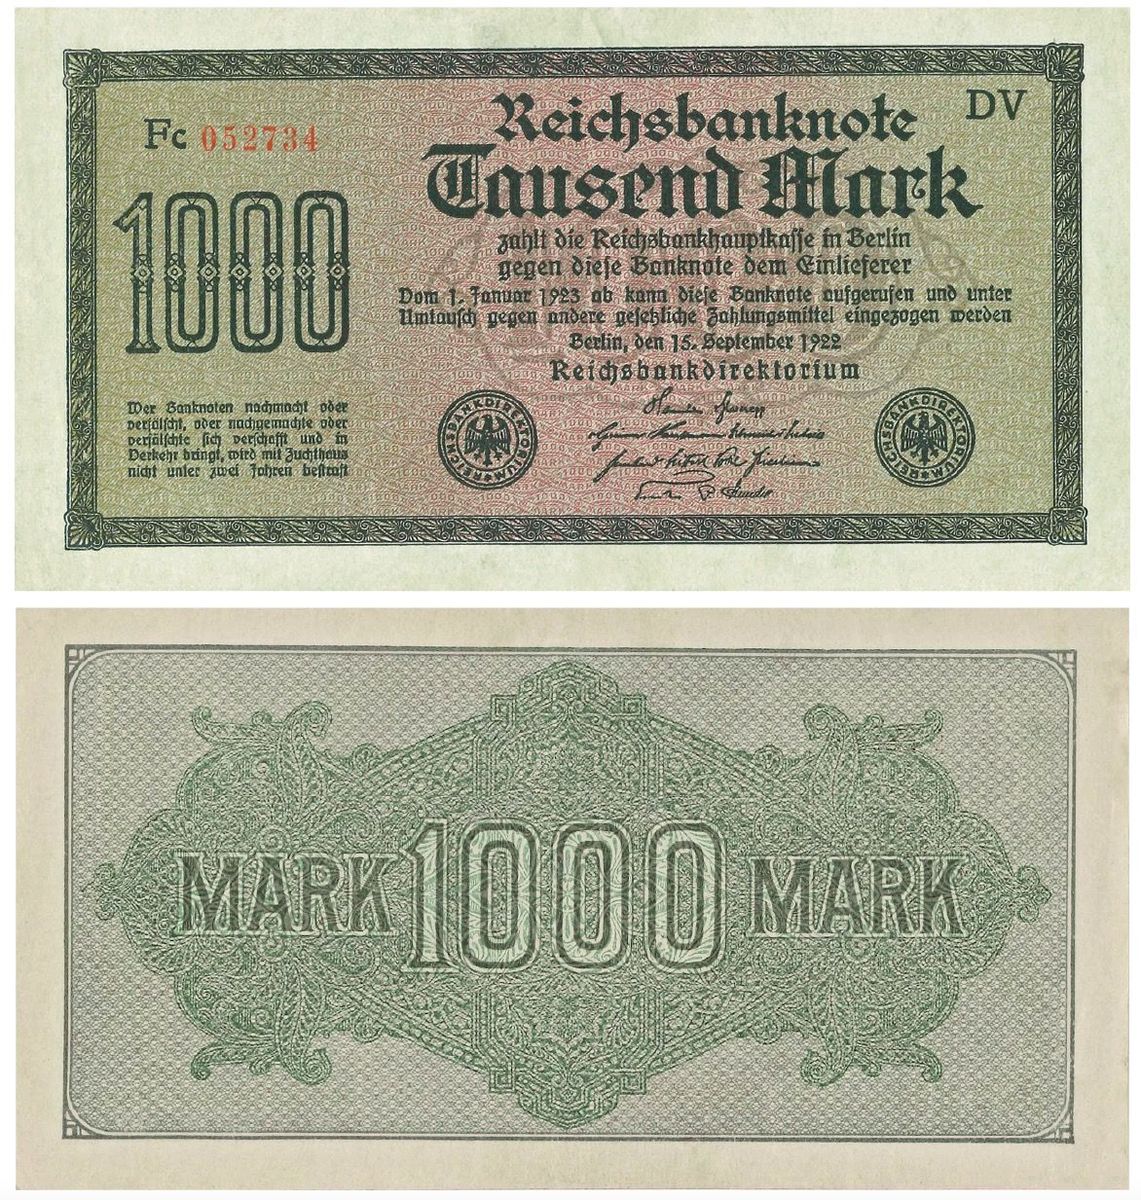 Fc 052734
DV
Reichsbanknote
Tausend Mark
1000
zahlt die Reichsbankhauptkasse in Berlin
gegen diese Banknote dem Einlieferer
Vom 1. Januar 1923 ab kann diese Banknote aufgerufen und unter
Umtausch gegen andere gesetzliche Zahlungsmittel eingezogen werden
Berlin, den 15. September 1922
Reichsbankdirektorium
Wer Banknoten nachmacht oder
verfälscht, oder nachgemachte oder
verfälschte sich verschafft und in
Verkehr bringt, wird mit Zuchthaus
nicht unter zwei Jahren bestraft
REICHSBANKDIREKTORIUM
REICHSBANKDIREKTORIUM
MARK 1000 MARK